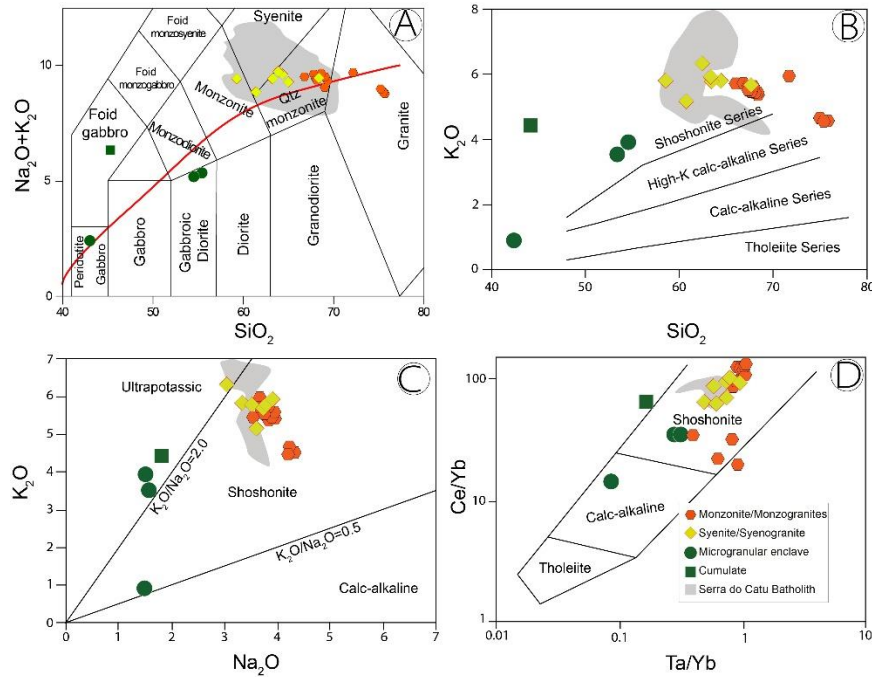 A
Foid
monzosyenite
Syenite
Foid
monzogabbro
Monzonite
Qtz
monzonite
Foid
gabbro
Monzodiorite
Granite
Peridotite
Gabbro
Gabbro
Gabbroic
Diorite
Diorite
Granodiorite
Na₂O+K₂O
10
5
0
40 50 60 70 80
SiO₂
B
Shoshonite Series
High-K calc-alkaline Series
Calc-alkaline Series
Tholeiite Series
K₂O
8
6
4
2
0
40 50 60 70 80
SiO₂
C
Ultrapotassic
K₂O/Na₂O=2.0
Shoshonite
K₂O/Na₂O=0.5
Calc-alkaline
K₂O
7
6
5
4
3
2
1
0
0 1 2 3 4 5 6 7
Na₂O
D
Shoshonite
Calc-alkaline
Tholeiite
Monzonite/Monzogranites
Syenite/Syenogranite
Microgranular enclave
Cumulate
Serra do Catu Batholith
Ce/Yb
100
10
1
0.01 0.1 1 10
Ta/Yb